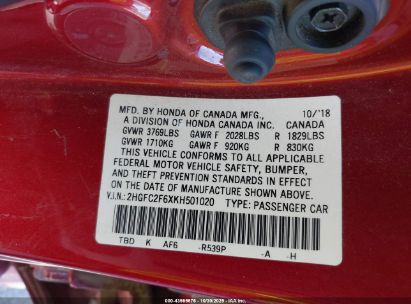 MFD. BY HONDA OF CANADA MFG., 10/'18
A DIVISION OF HONDA CANADA INC. CANADA
GVWR 3769LBS GAWR F 2028LBS R 1829LBS
GVWR 1710KG GAWR F 920KG R 830KG
THIS VEHICLE CONFORMS TO ALL APPLICABLE
FEDERAL MOTOR VEHICLE SAFETY, BUMPER,
AND THEFT PREVENTION STANDARDS IN EFFECT
ON THE DATE OF MANUFACTURE SHOWN ABOVE.
V.I.N.: 2HGFC2F6XKH501020 TYPE: PASSENGER CAR
TBD K AF6 -R539P -A -H